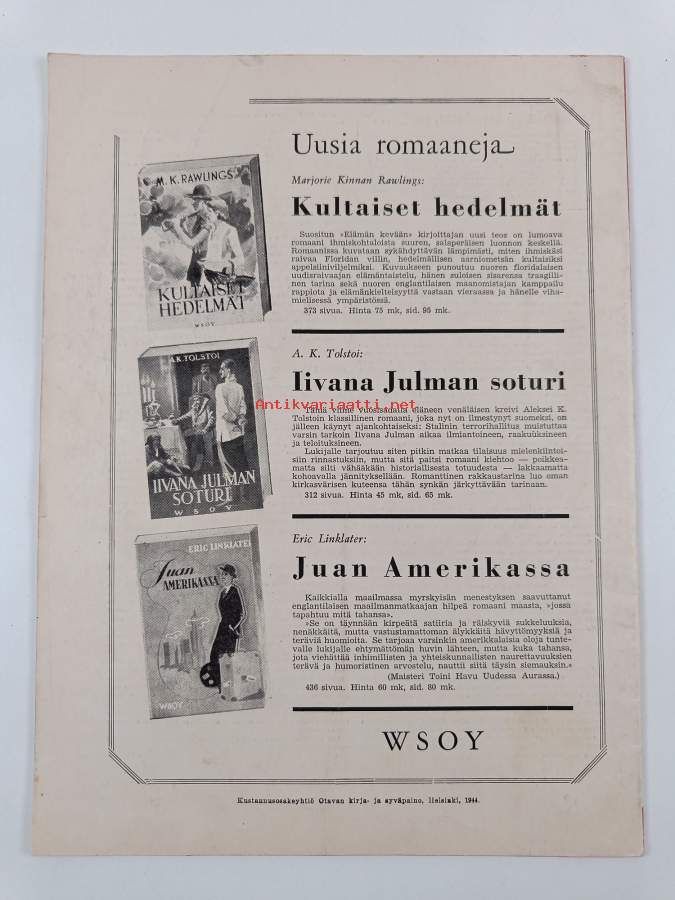 Uusia romaaneja
Marjorie Kinnan Rawlings:
Kultaiset hedelmät
Suositun »Elämän kevään» kirjoittajan uusi teos on lumoava
romaani ihmiskohtaloista suuren, salaperäisen luonnon keskellä.
Romaanissa kuvataan sykähdyttävän lämpimästi, miten ihmiskäsi
raivaa Floridan villin, hedelmällisen aarniometsän kultaisiksi
appelsiiniviljelmiksi. Kuvaukseen punoutuu nuoren floridalaisen
uudisraivaajan elämäntaistelu, hänen suloisen sisarensa traagilli-
nen tarina sekä nuoren englantilaisen maanomistajan kamppailu
rappiota ja elämänkielteisyyttä vastaan vieraassa ja hänelle viha-
mielisessä ympäristössä.
373 sivua. Hinta 75 mk, sid. 95 mk.
M. K. RAWLINGS
KULTAISET
HEDELMÄT
WSOY
A. K. Tolstoi:
Iivana Julman soturi
Antikvariaatti.net
Tämä viime vuosisadalla eläneen venäläisen kreivi Aleksei K.
Tolstoin klassillinen romaani, joka nyt on ilmestynyt suomeksi, on
jälleen käynyt ajankohtaiseksi: Stalinin terrorihallitus muistuttaa
varsin tarkoin Iivana Julman aikaa ilmiantoineen, raakuuksineen
ja teloituksineen.
Lukijalle tarjoutuu siten pitkin matkaa tilaisuus mielenkiintoi-
siin rinnastuksiin, mutta sitä paitsi romaani kiehtoo — poikkea-
matta silti vähääkään historiallisesta totuudesta — lakkaamatta
kohoavalla jännityksellään. Romanttinen rakkaustarina luo oman
kirkasvärisen kuteensa tähän synkän järkyttävään tarinaan.
312 sivua. Hinta 45 mk, sid. 65 mk.
A.K.TOLSTOI
IIVANA JULMAN
SOTURI
WSOY
Eric Linklater:
Juan Amerikassa
Kaikkialla maailmassa myrskyisän menestyksen saavuttanut
englantilaisen maailmanmatkaajan hilpeä romaani maasta, »jossa
tapahtuu mitä tahansa».
»Se on täynnään kirpeätä satiiria ja räiskyviä sukkeluuksia,
nenäkkäitä, mutta vastustamattoman älykkäitä hävyttömyyksiä ja
teräviä huomioita. Se tarjoaa varsinkin amerikkalaisia oloja tunte-
valle lukijalle ehtymättömän huvin lähteen, mutta kuka tahansa,
jota viehättää inhimillisten ja yhteiskunnallisten naurettavuuksien
terävä ja humoristinen arvostelu, nauttii siitä täysin siemauksin.»
(Maisteri Toini Havu Uudessa Aurassa.)
436 sivua. Hinta 60 mk, sid. 80 mk.
ERIC LINKLATER
Juan
AMERIKASSA
WSOY
WSOY
Kustannusosakeyhtiö Otavan kirja- ja syväpaino, Helsinki, 1944.